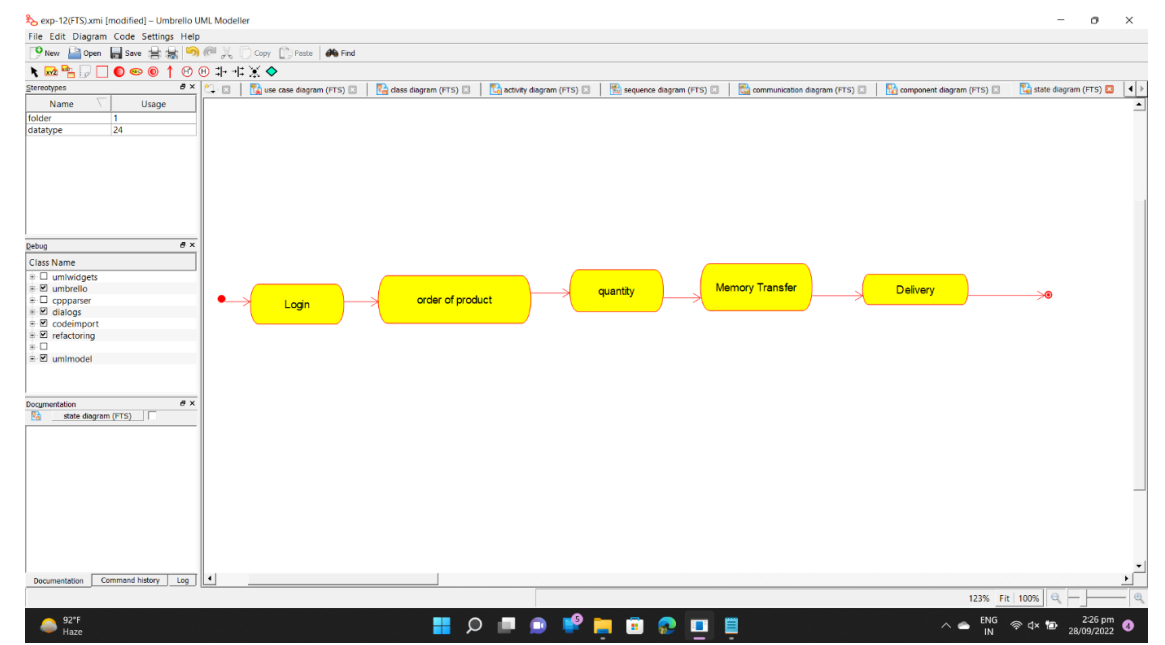 exp-12(FTS).xmi [modified] – Umbrello UML Modeller
File Edit Diagram Code Settings Help
New Open Save Copy Paste Find
Stereotypes
use case diagram (FTS) class diagram (FTS) activity diagram (FTS) sequence diagram (FTS) communication diagram (FTS) component diagram (FTS) state diagram (FTS)
Name Usage
folder 1
datatype 24
Debug
Class Name
umlwidgets
umbrello
cppparser
dialogs
codeimport
refactoring
umlmodel
Login
order of product
quantity
Memory Transfer
Delivery
Documentation
state diagram (FTS)
Documentation Command history Log
123% Fit 100%
92°F
Haze
5
ENG
IN
2:26 pm
28/09/2022
4